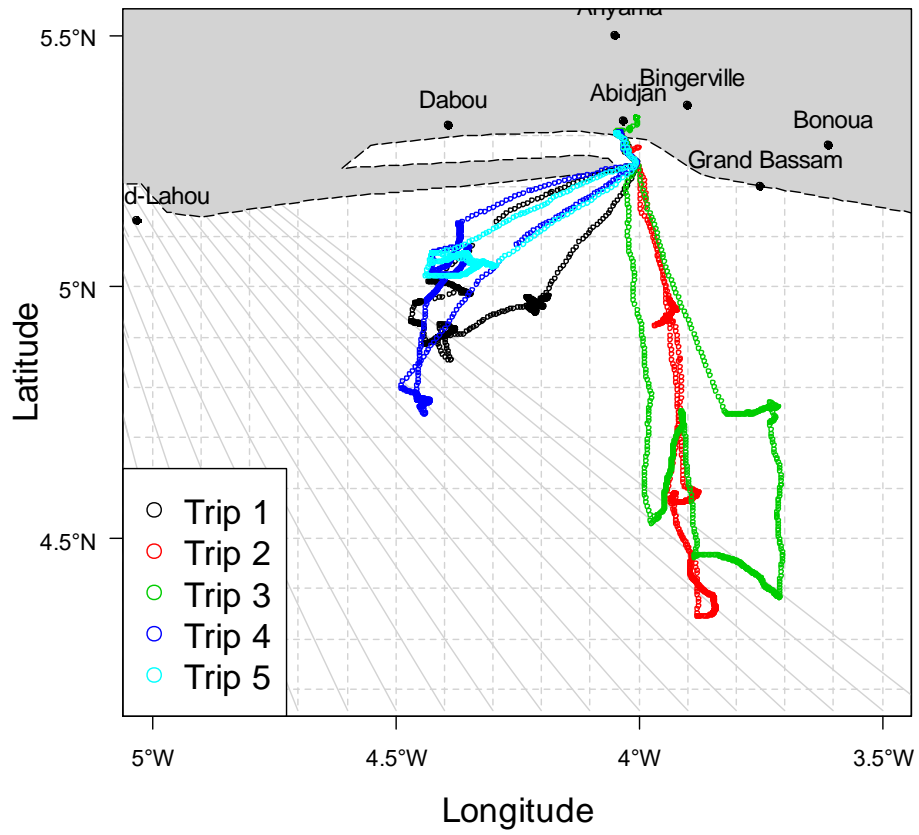 5.5°N
Anyama
Bingerville
Dabou
Abidjan
Bonoua
Grand Bassam
d-Lahou
5°N
Latitude
4.5°N
Trip 1
Trip 2
Trip 3
Trip 4
Trip 5
5°W
4.5°W
4°W
3.5°W
Longitude